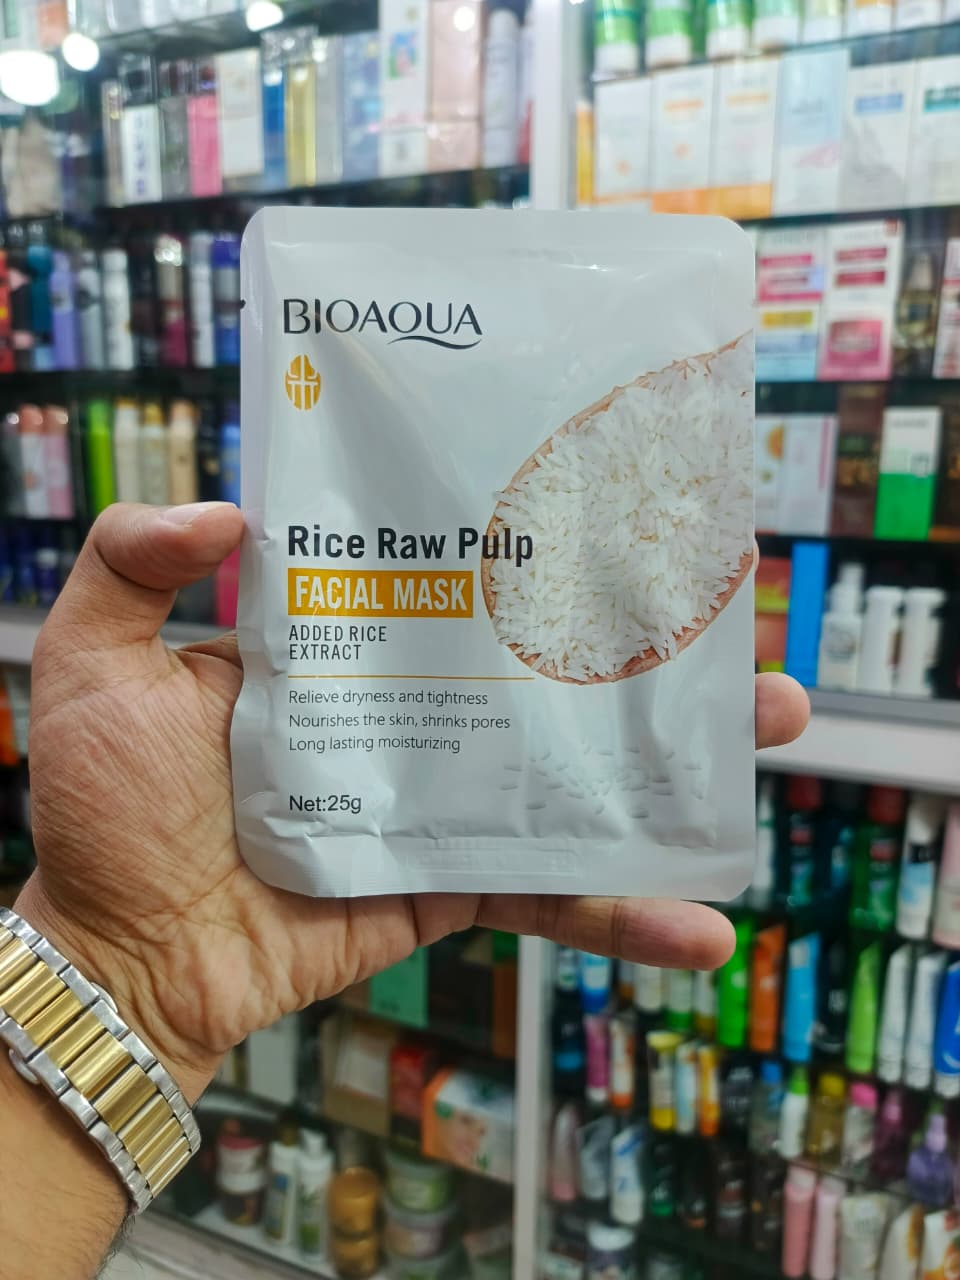 BIOAQUA
Rice Raw Pulp
FACIAL MASK
ADDED RICE
EXTRACT
Relieve dryness and tightness
Nourishes the skin, shrinks pores
Long lasting moisturizing
Net:25g